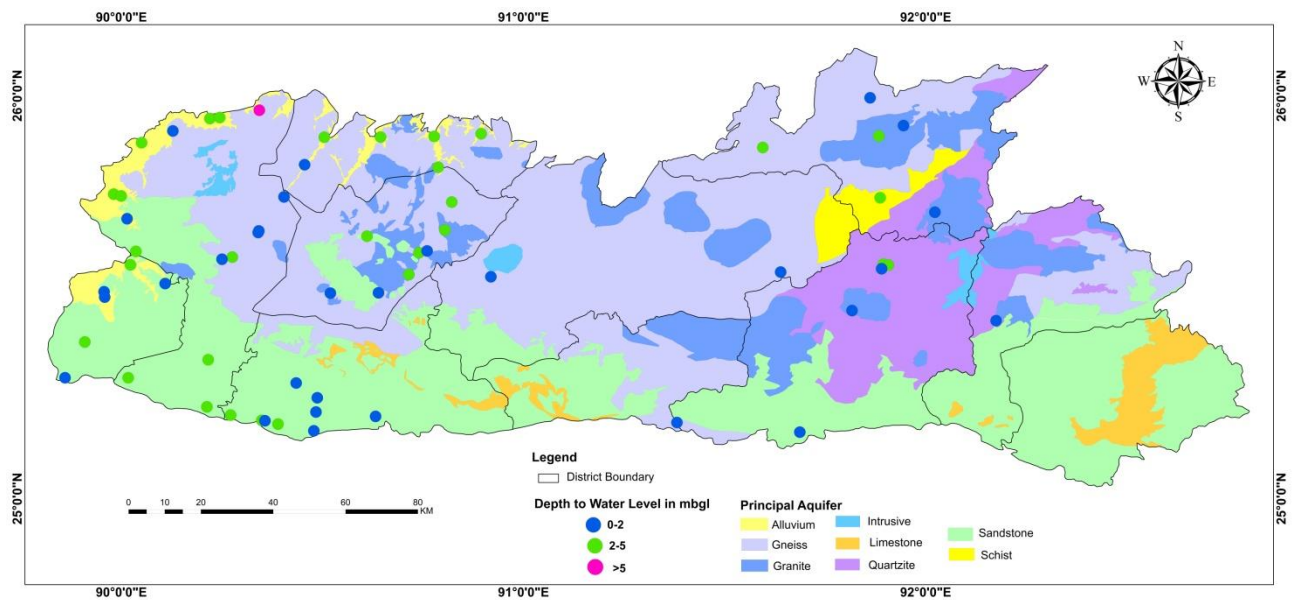 90°0'0"E 91°0'0"E 92°0'0"E
26°0'0"N
26°0'0"N
N
W E
S
Legend
District Boundary
Depth to Water Level in mbgl
0-2
2-5
>5
Principal Aquifer
Alluvium
Gneiss
Granite
Intrusive
Limestone
Quartzite
Sandstone
Schist
0 5 10 20 40 60 80
KM
25°0'0"N
25°0'0"N
90°0'0"E 91°0'0"E 92°0'0"E